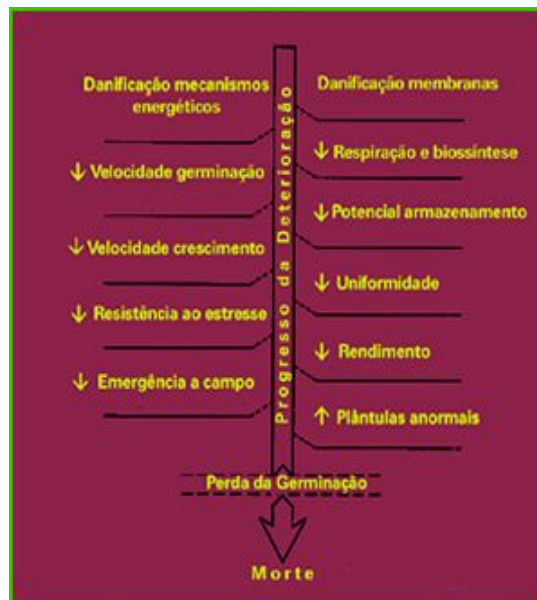 Danificação mecanismos
energéticos
Danificação membranas
↓ Respiração e biossíntese
↓ Velocidade germinação
↓ Potencial armazenamento
↓ Velocidade crescimento
↓ Uniformidade
↓ Resistência ao estresse
↓ Rendimento
↓ Emergência a campo
↑ Plântulas anormais
Progresso da Deterioração
Perda da Germinação
Morte